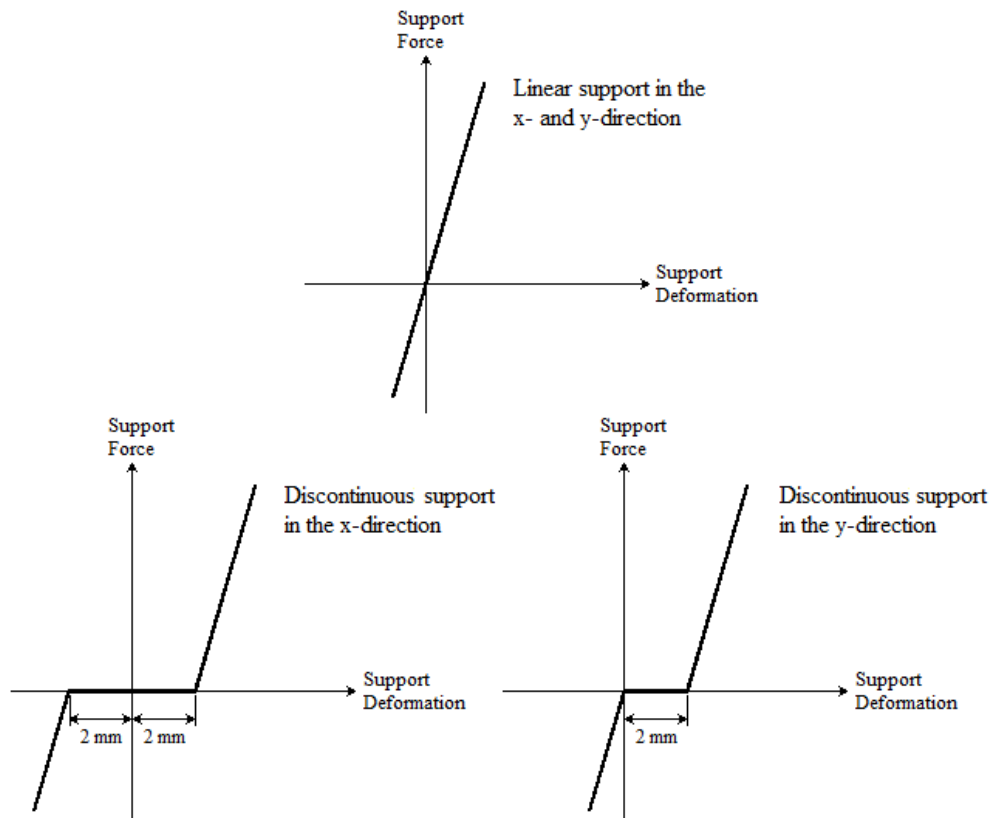 Support
Force
Linear support in the
x- and y-direction
Support
Deformation
Support
Force
Discontinuous support
in the x-direction
Support
Deformation
2 mm
2 mm
Support
Force
Discontinuous support
in the y-direction
Support
Deformation
2 mm